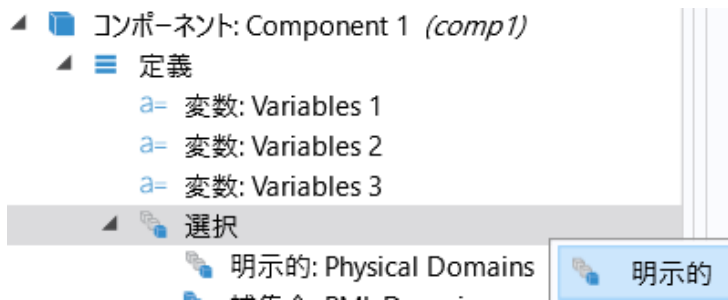 コンポーネント: Component 1 (comp1)
定義
a= 変数: Variables 1
a= 変数: Variables 2
a= 変数: Variables 3
選択
明示的: Physical Domains
明示的